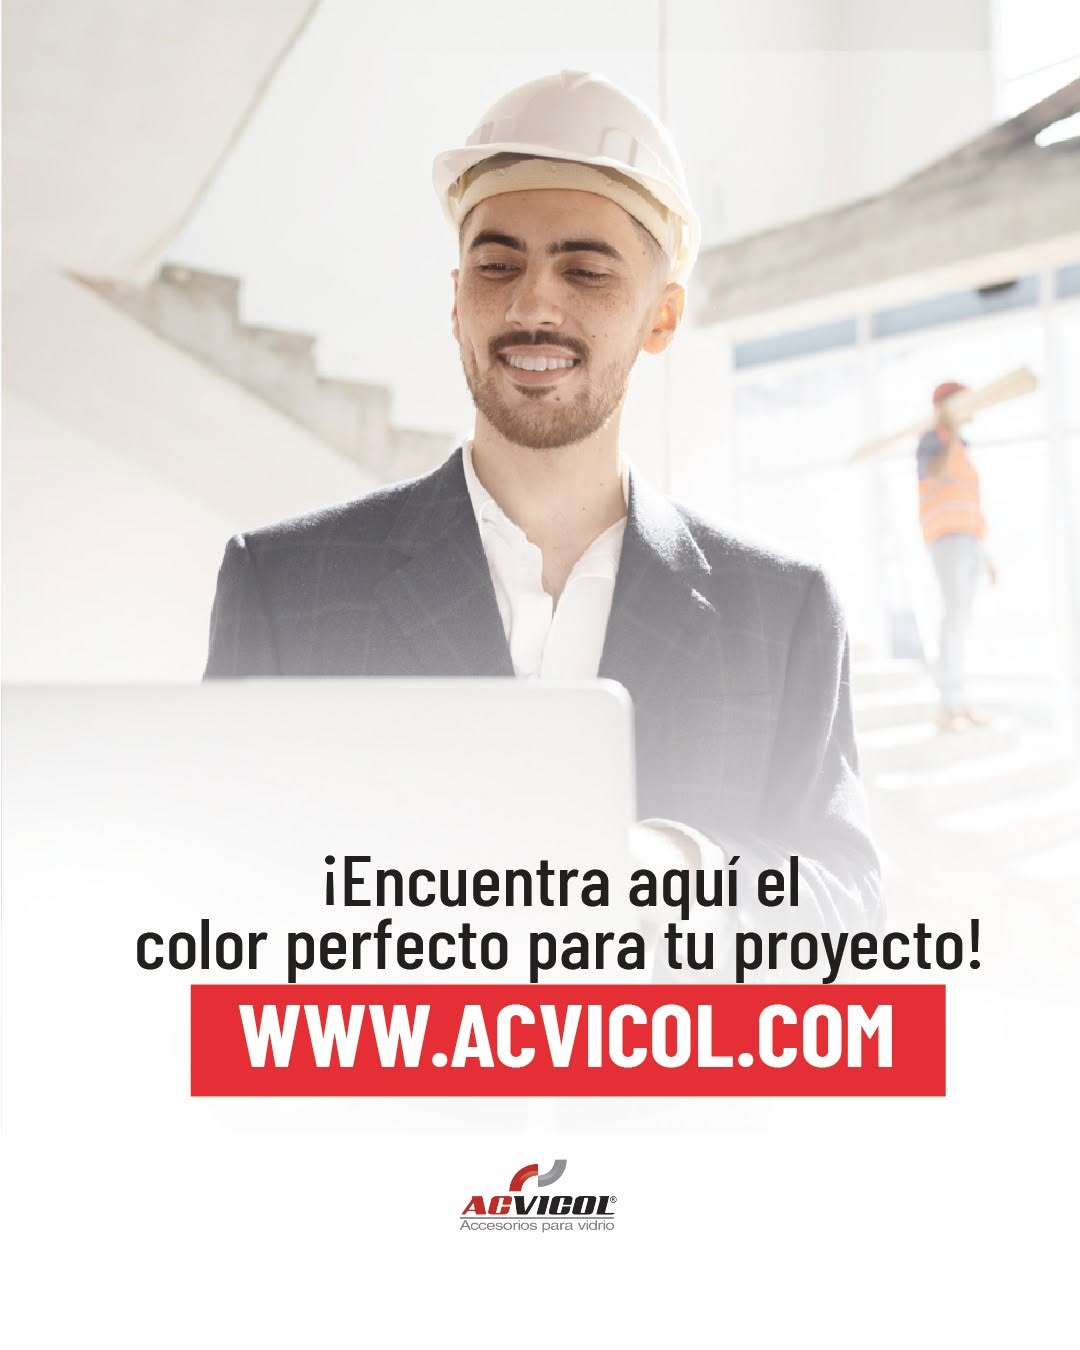 ¡Encuentra aquí el
color perfecto para tu proyecto!
WWW.ACVICOL.COM
ACVICOL®
Accesorios para vidrio